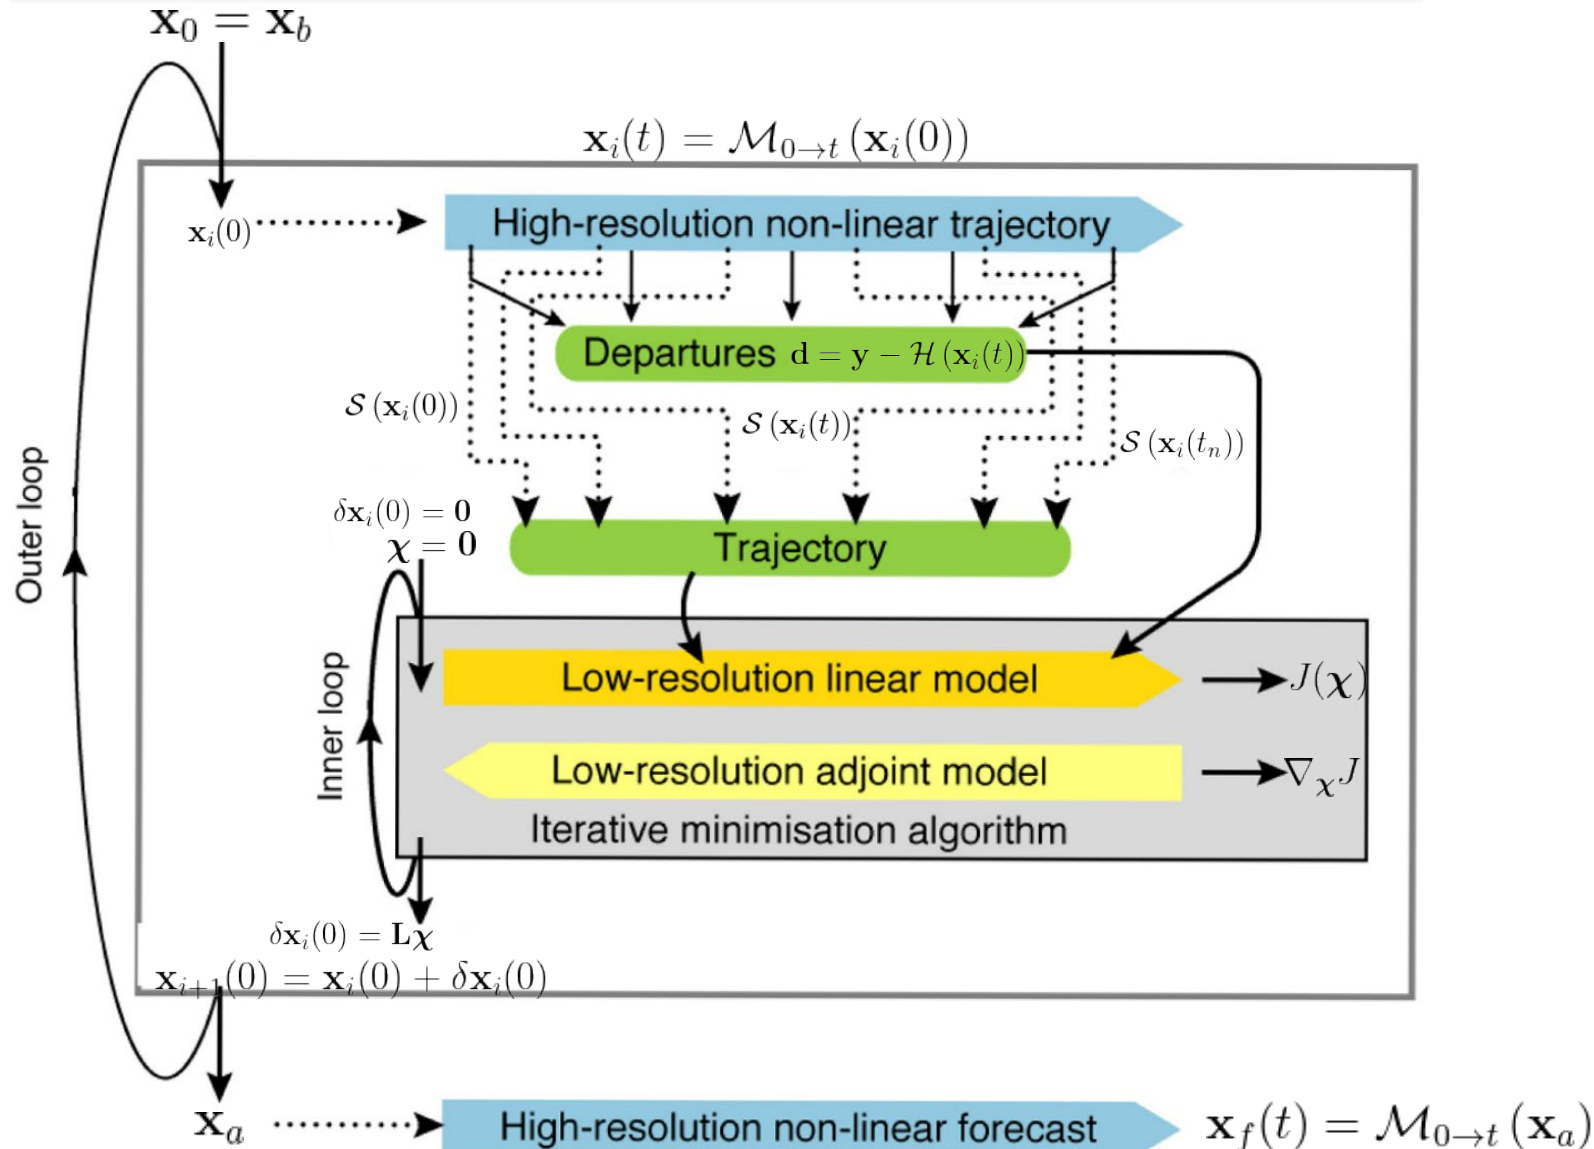 𝐱₀ = 𝐱_b
𝐱ᵢ(t) = ℳ₀→ₜ (𝐱ᵢ(0))
𝐱ᵢ(0)
High-resolution non-linear trajectory
Departures 𝐝 = 𝐲 − ℋ (𝐱ᵢ(t))
𝒮 (𝐱ᵢ(0))
𝒮 (𝐱ᵢ(t))
𝒮 (𝐱ᵢ(tₙ))
Outer loop
δ𝐱ᵢ(0) = 𝟎
𝛘 = 𝟎
Trajectory
Inner loop
Low-resolution linear model
J(𝛘)
Low-resolution adjoint model
∇_𝛘 J
Iterative minimisation algorithm
δ𝐱ᵢ(0) = 𝐋𝛘
𝐱ᵢ₊₁(0) = 𝐱ᵢ(0) + δ𝐱ᵢ(0)
𝐱ₐ
High-resolution non-linear forecast
𝐱_f(t) = ℳ₀→ₜ (𝐱ₐ)